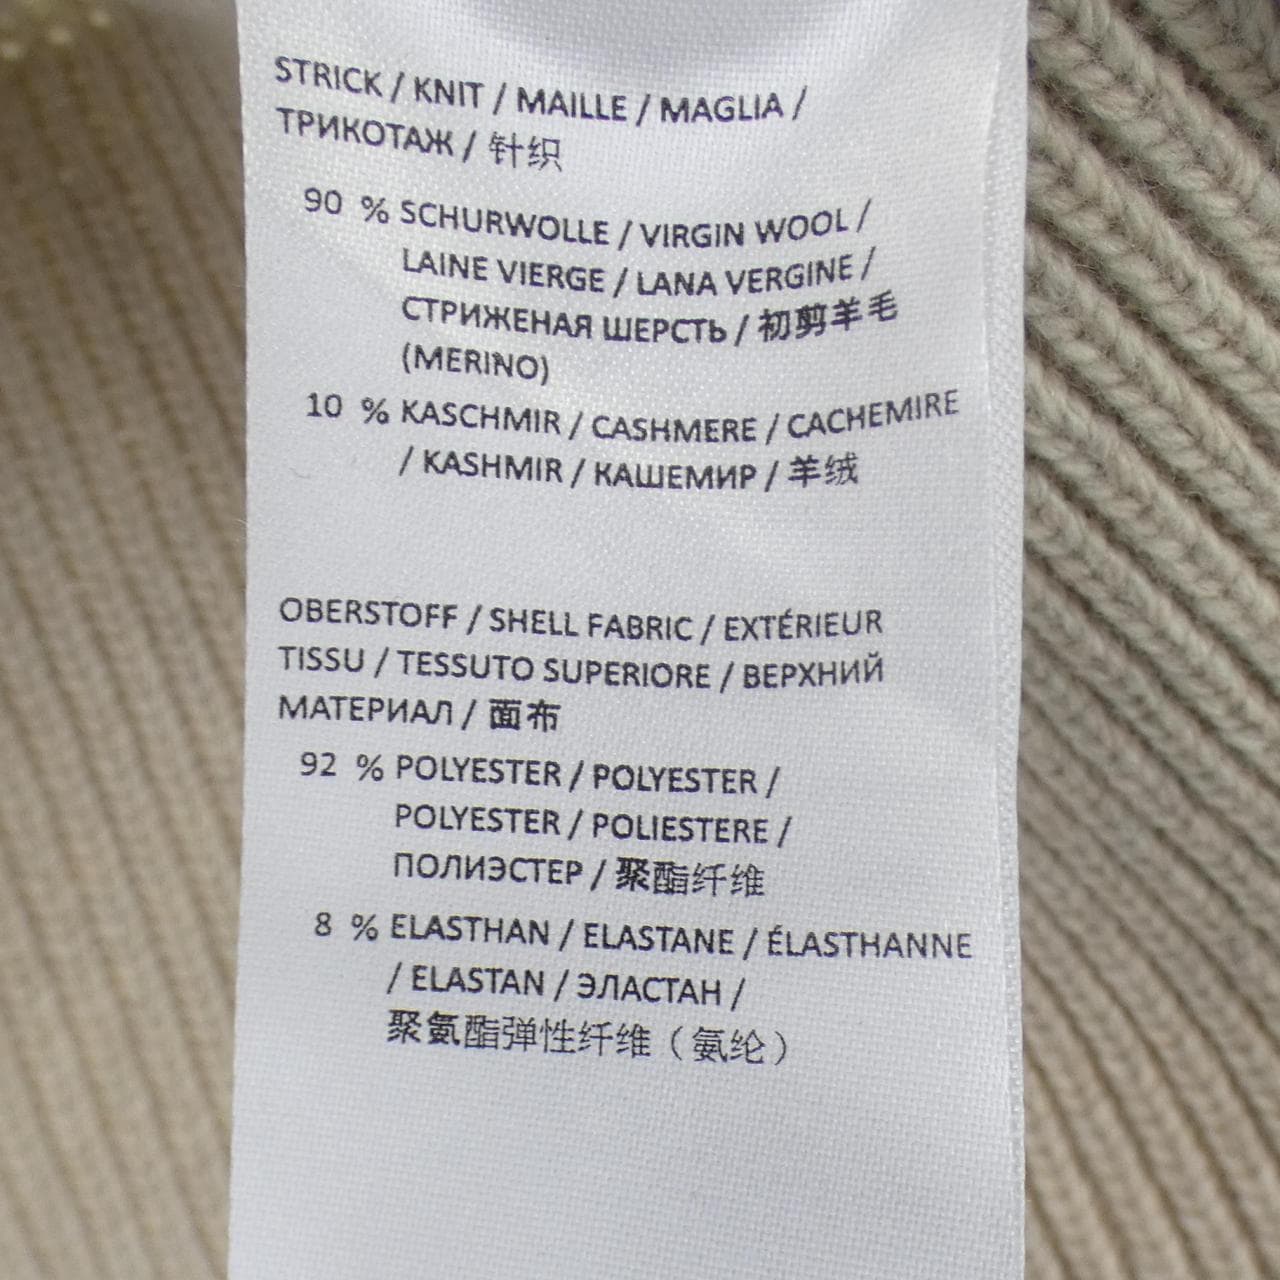 STRICK / KNIT / MAILLE / MAGLIA /
ТРИКОТАЖ / 针织
90 % SCHURWOLLE / VIRGIN WOOL /
LAINE VIERGE / LANA VERGINE /
СТРИЖЕНАЯ ШЕРСТЬ / 初剪羊毛
(MERINO)
10 % KASCHMIR / CASHMERE / CACHEMIRE
/ KASHMIR / КАШЕМИР / 羊绒
OBERSTOFF / SHELL FABRIC / EXTÉRIEUR
TISSU / TESSUTO SUPERIORE / ВЕРХНИЙ
МАТЕРИАЛ / 面布
92 % POLYESTER / POLYESTER /
POLYESTER / POLIESTERE /
ПОЛИЭСТЕР / 聚酯纤维
8 % ELASTHAN / ELASTANE / ÉLASTHANNE
/ ELASTAN / ЭЛАСТАН /
聚氨酯弹性纤维（氨纶）